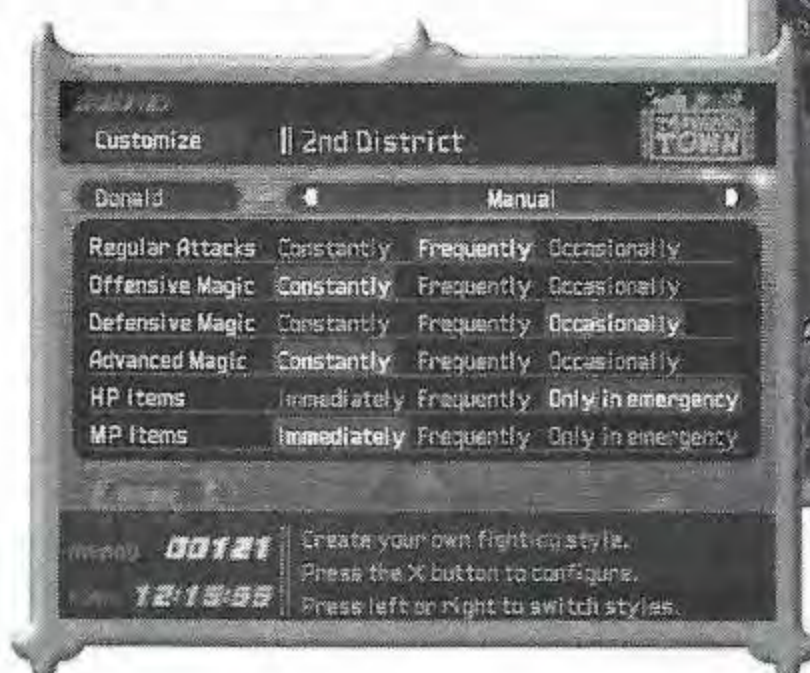 Customize
2nd District
TOWN
Donald
Manual
Regular Attacks Constantly Frequently Occasionally
Offensive Magic Constantly Frequently Occasionally
Defensive Magic Constantly Frequently Occasionally
Advanced Magic Constantly Frequently Occasionally
HP Items Immediately Frequently Only in emergency
MP Items Immediately Frequently Only in emergency
00121
Create your own fighting style.
Press the X button to configure.
Press left or right to switch styles.